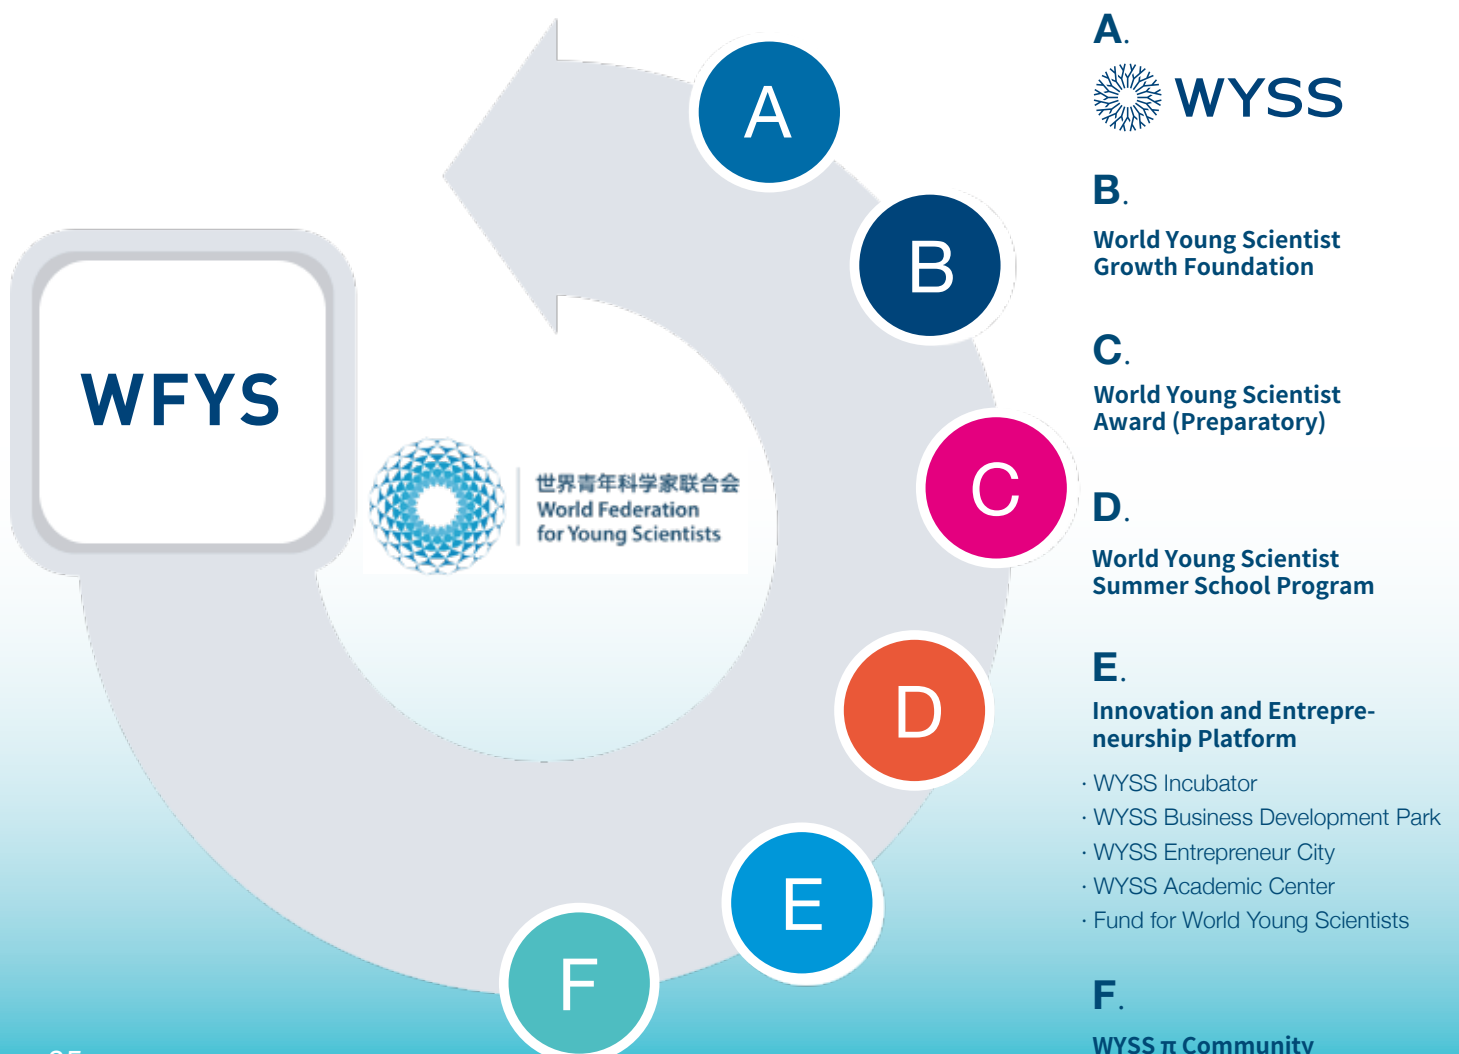 A
B
C
D
E
F
WFYS
世界青年科学家联合会
World Federation
for Young Scientists
A.
WYSS
B.
World Young Scientist
Growth Foundation
C.
World Young Scientist
Award (Preparatory)
D.
World Young Scientist
Summer School Program
E.
Innovation and Entrepre-
neurship Platform
· WYSS Incubator
· WYSS Business Development Park
· WYSS Entrepreneur City
· WYSS Academic Center
· Fund for World Young Scientists
F.
WYSS π Community